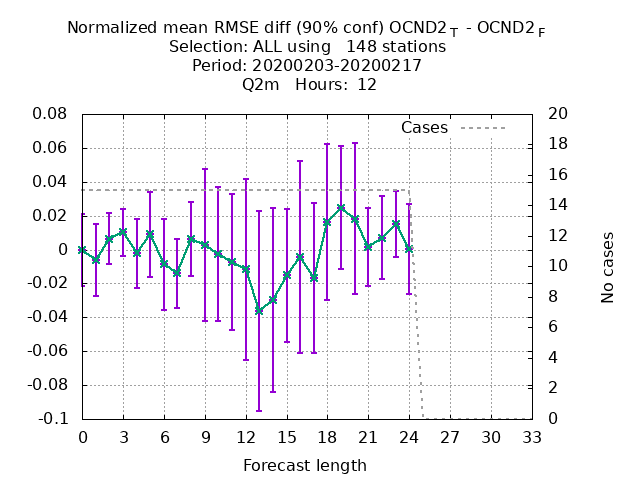 Normalized mean RMSE diff (90% conf) OCND2 T - OCND2 F
Selection: ALL using 148 stations
Period: 20200203-20200217
Q2m Hours: 12
0.08
0.06
0.04
0.02
0
-0.02
-0.04
-0.06
-0.08
-0.1
Cases
20
18
16
14
12
10
8
6
4
2
0
No cases
0 3 6 9 12 15 18 21 24 27 30 33
Forecast length